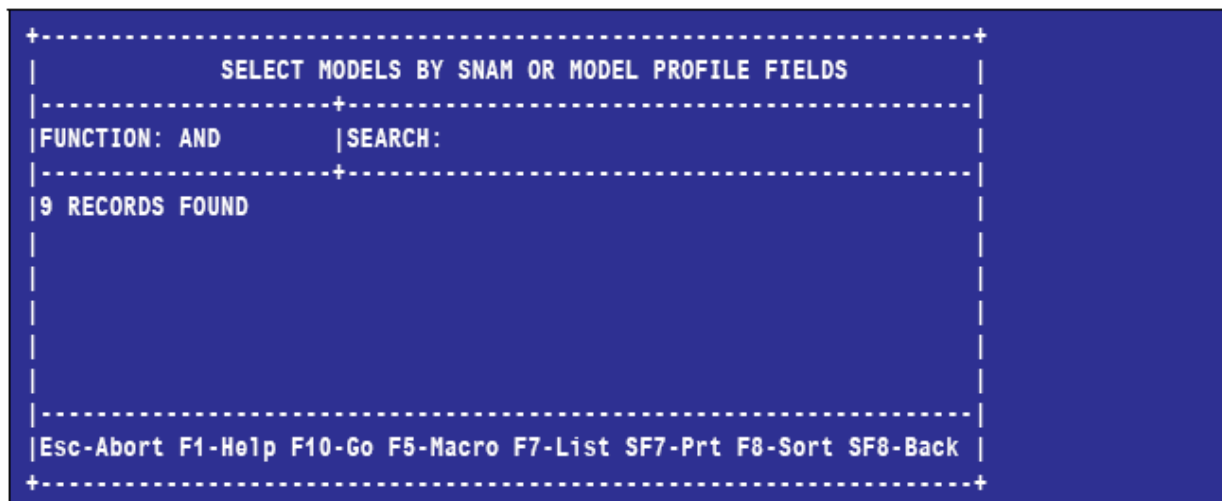 SELECT MODELS BY SNAM OR MODEL PROFILE FIELDS
FUNCTION: AND |SEARCH:
9 RECORDS FOUND
Esc-Abort F1-Help F10-Go F5-Macro F7-List SF7-Prt F8-Sort SF8-Back